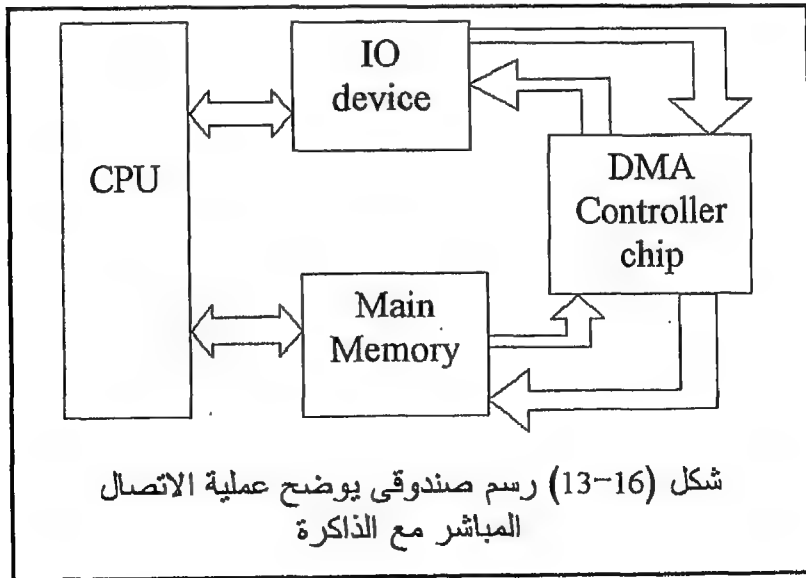 IO
device
CPU
DMA
Controller
chip
Main
Memory
شكل (16-13) رسم صندوقى يوضح عملية الاتصال
المباشر مع الذاكرة